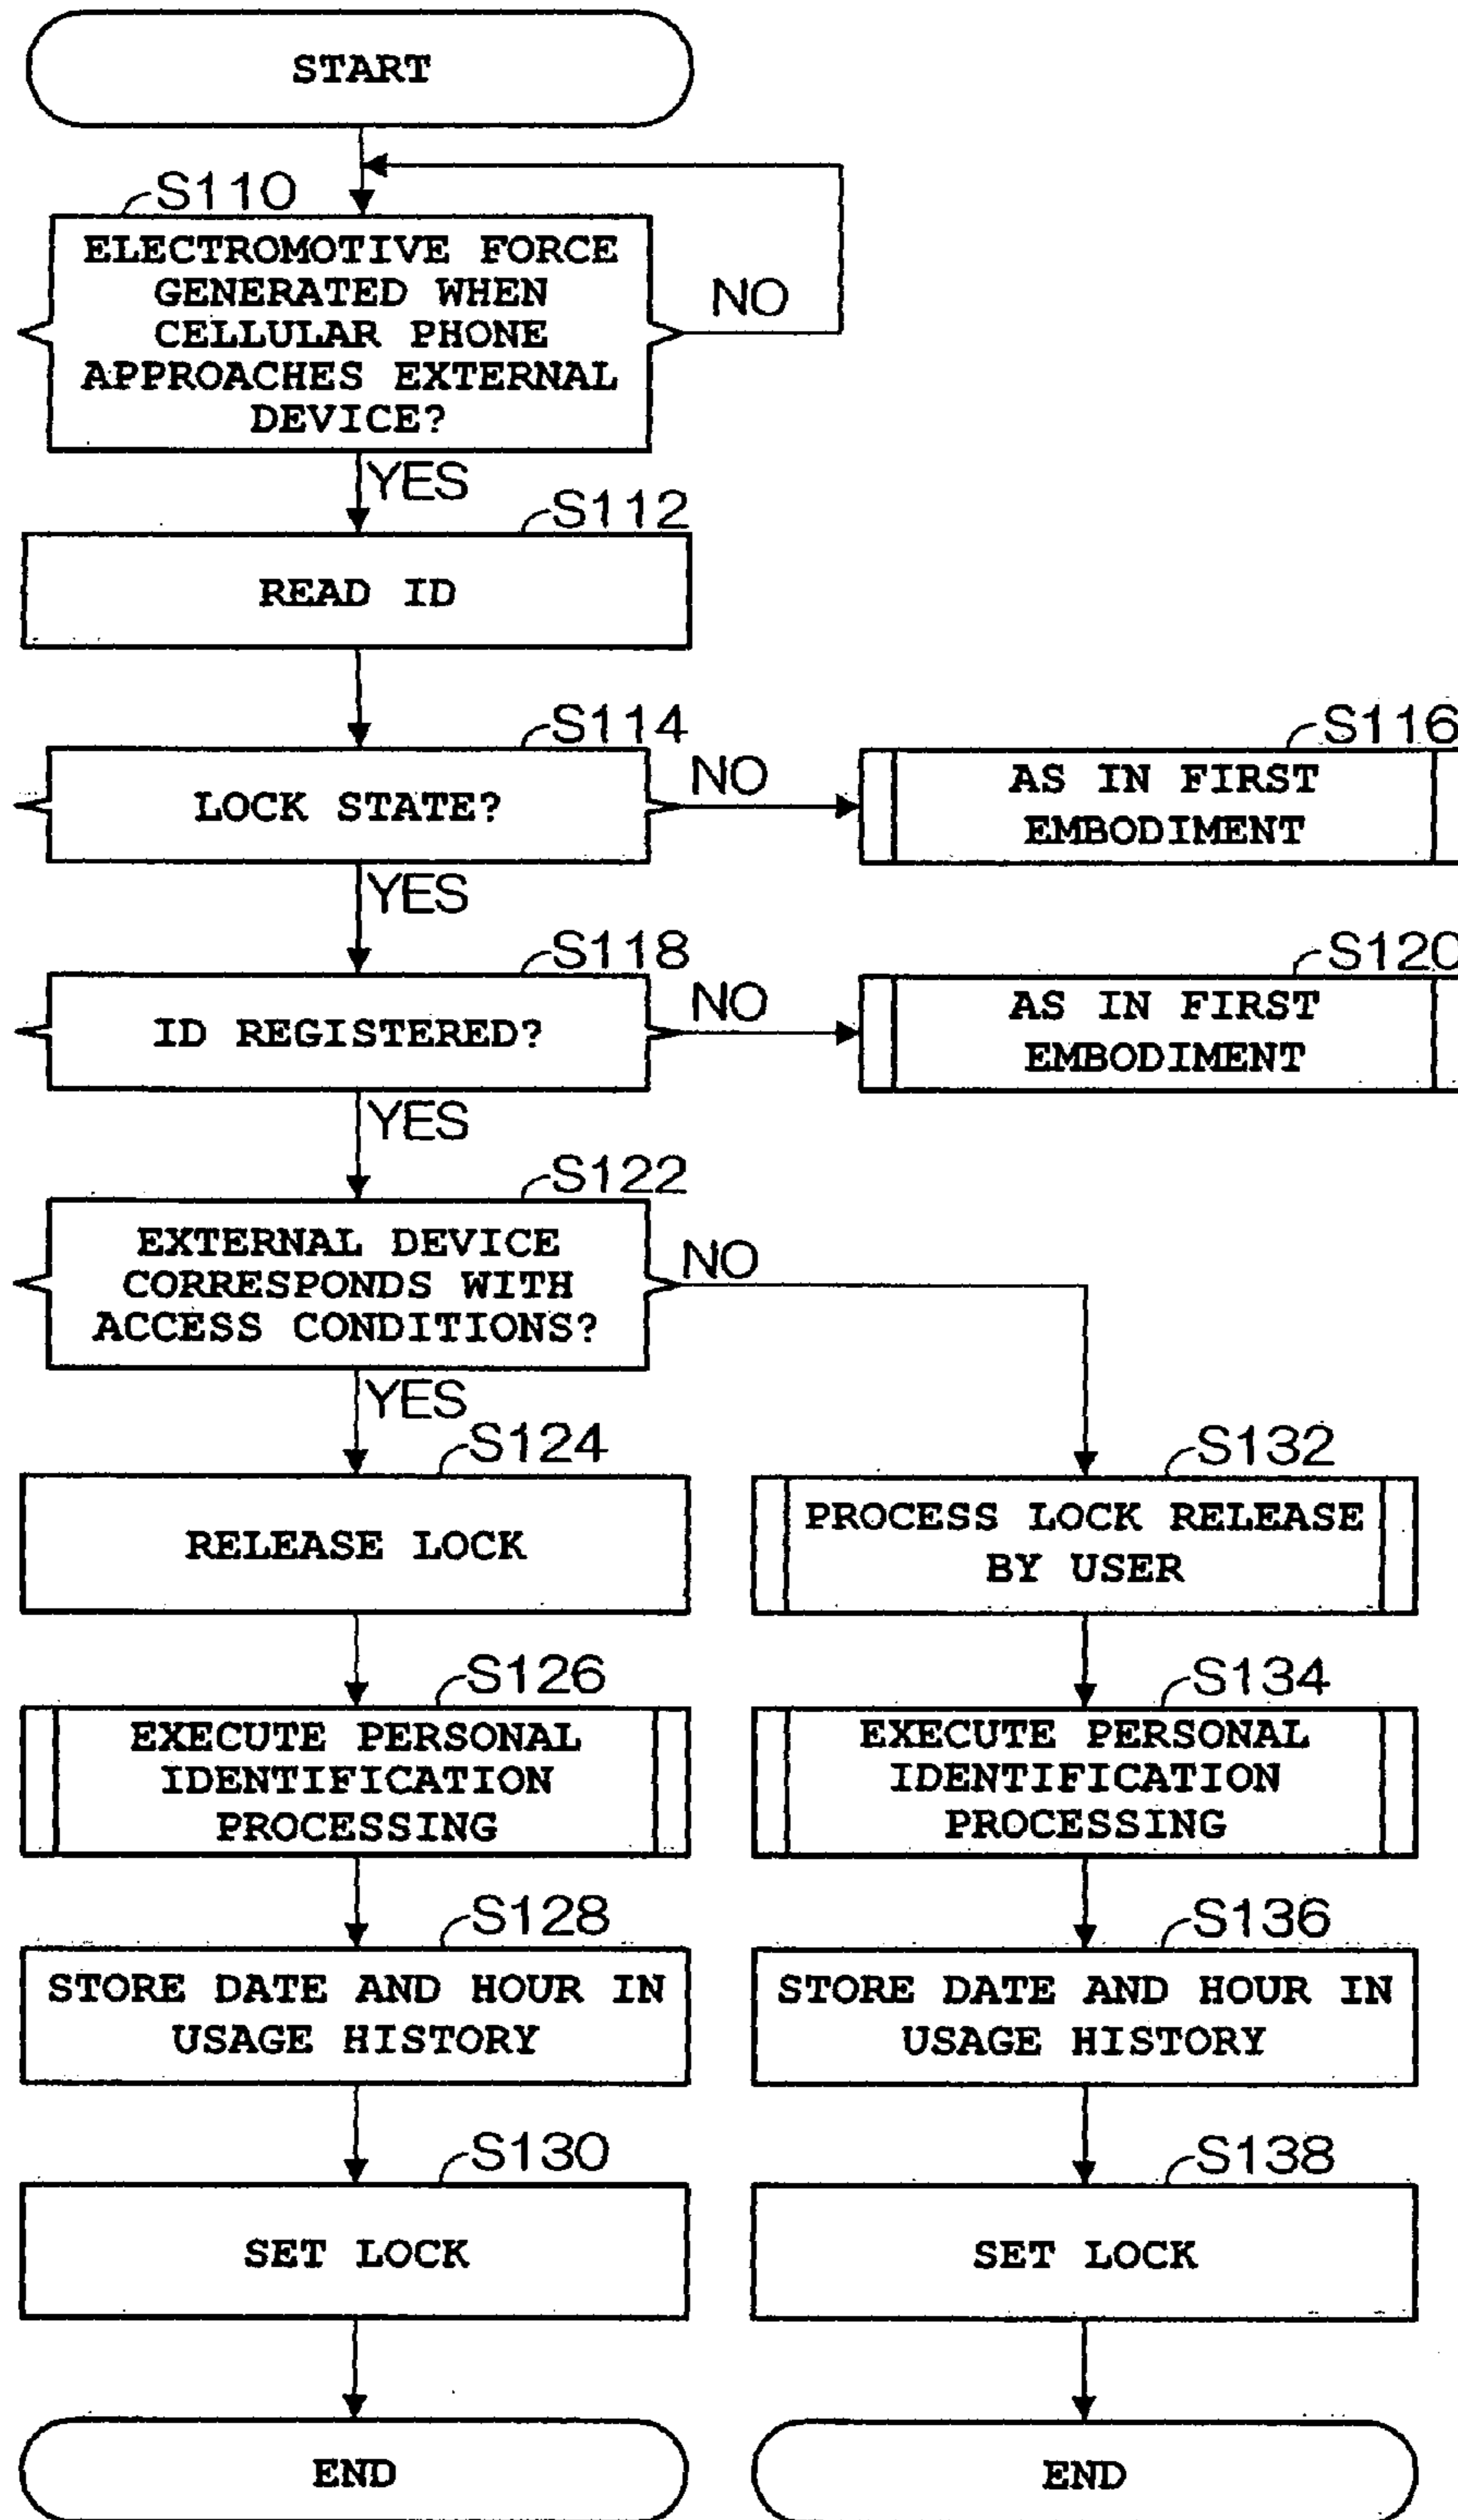 START
S110
ELECTROMOTIVE FORCE
GENERATED WHEN
CELLULAR PHONE
APPROACHES EXTERNAL
DEVICE?
NO
YES
S112
READ ID
S114
LOCK STATE?
NO
S116
AS IN FIRST
EMBODIMENT
YES
S118
ID REGISTERED?
NO
S120
AS IN FIRST
EMBODIMENT
YES
S122
EXTERNAL DEVICE
CORRESPONDS WITH
ACCESS CONDITIONS?
NO
YES
S124
RELEASE LOCK
S132
PROCESS LOCK RELEASE
BY USER
S126
EXECUTE PERSONAL
IDENTIFICATION
PROCESSING
S134
EXECUTE PERSONAL
IDENTIFICATION
PROCESSING
S128
STORE DATE AND HOUR IN
USAGE HISTORY
S136
STORE DATE AND HOUR IN
USAGE HISTORY
S130
SET LOCK
S138
SET LOCK
END
END